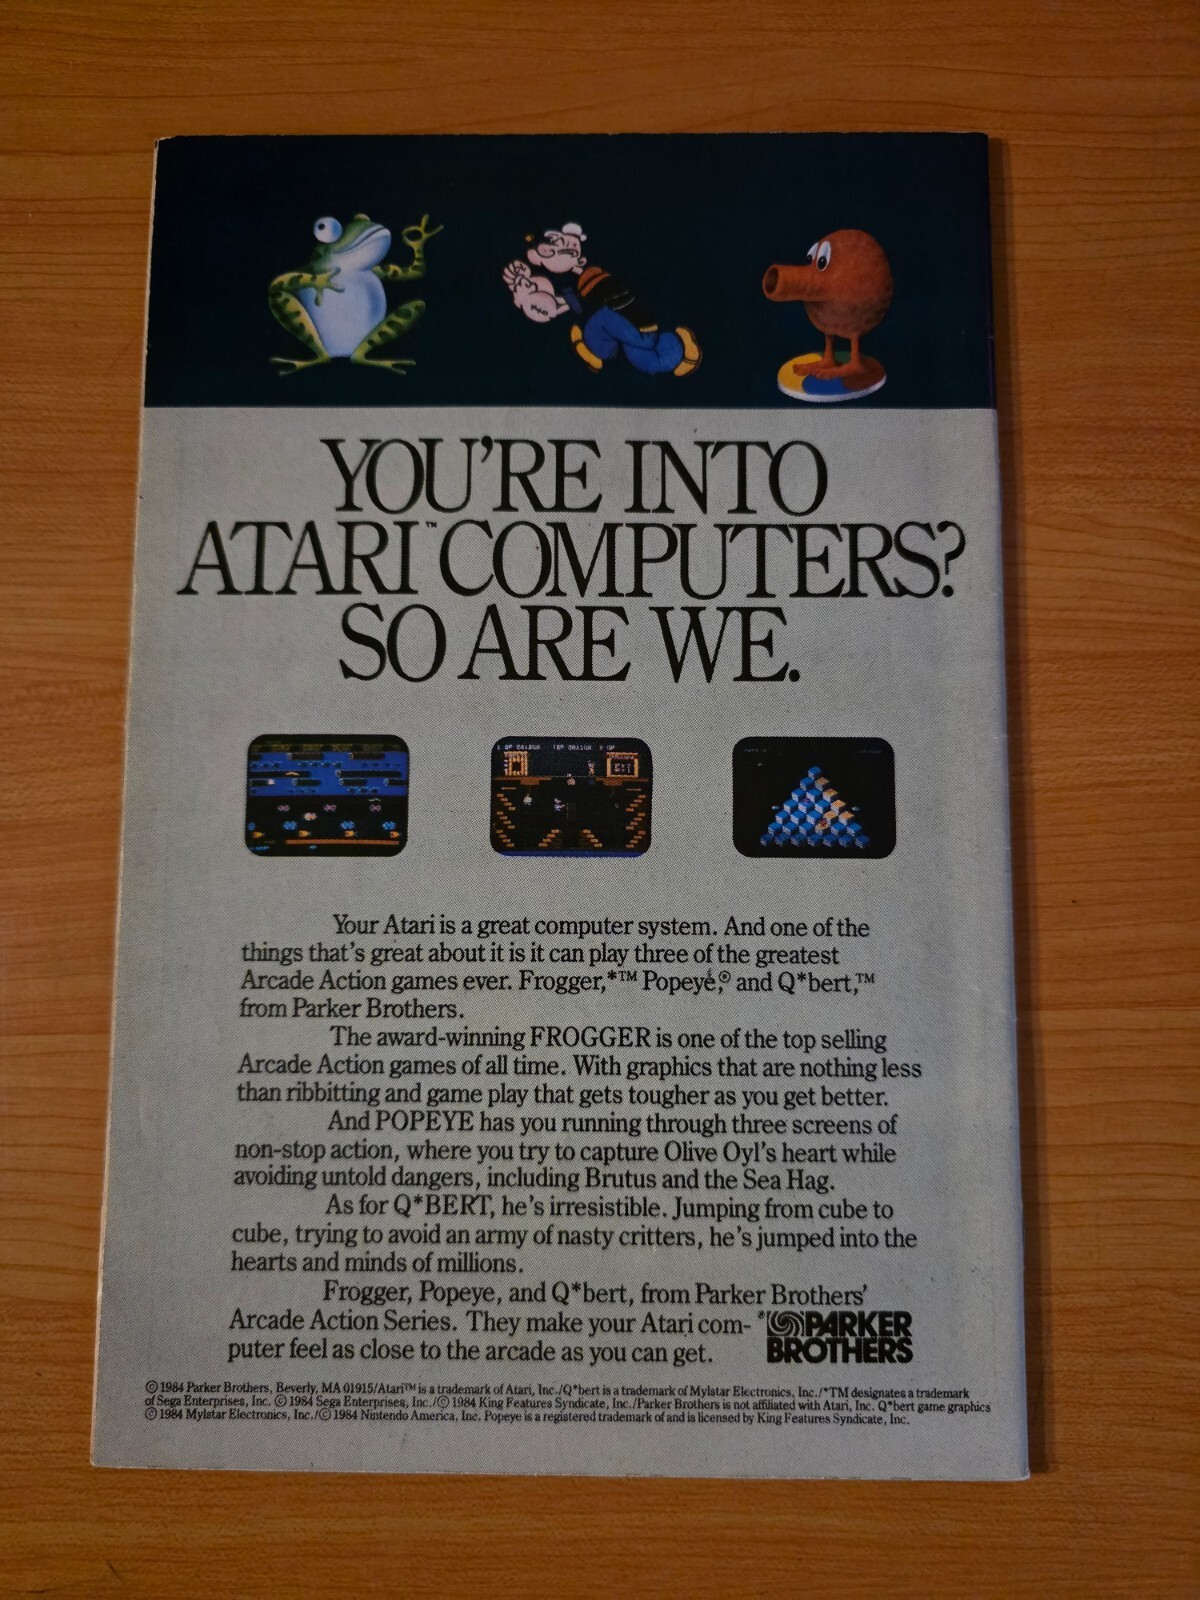 YOU'RE INTO
ATARI™ COMPUTERS?
SO ARE WE.
Your Atari is a great computer system. And one of the
things that's great about it is it can play three of the greatest
Arcade Action games ever. Frogger,*™ Popeye,® and Q*bert,™
from Parker Brothers.
The award-winning FROGGER is one of the top selling
Arcade Action games of all time. With graphics that are nothing less
than ribbitting and game play that gets tougher as you get better.
And POPEYE has you running through three screens of
non-stop action, where you try to capture Olive Oyl's heart while
avoiding untold dangers, including Brutus and the Sea Hag.
As for Q*BERT, he's irresistible. Jumping from cube to
cube, trying to avoid an army of nasty critters, he's jumped into the
hearts and minds of millions.
Frogger, Popeye, and Q*bert, from Parker Brothers'
Arcade Action Series. They make your Atari com-
puter feel as close to the arcade as you can get.
PARKER
BROTHERS
© 1984 Parker Brothers, Beverly, MA 01915/Atari™ is a trademark of Atari, Inc./Q*bert is a trademark of Mylstar Electronics, Inc./*TM designates a trademark
of Sega Enterprises, Inc. © 1984 Sega Enterprises, Inc./© 1984 King Features Syndicate, Inc./Parker Brothers is not affiliated with Atari, Inc. Q*bert game graphics
© 1984 Mylstar Electronics, Inc./© 1984 Nintendo America, Inc. Popeye is a registered trademark of and is licensed by King Features Syndicate, Inc.